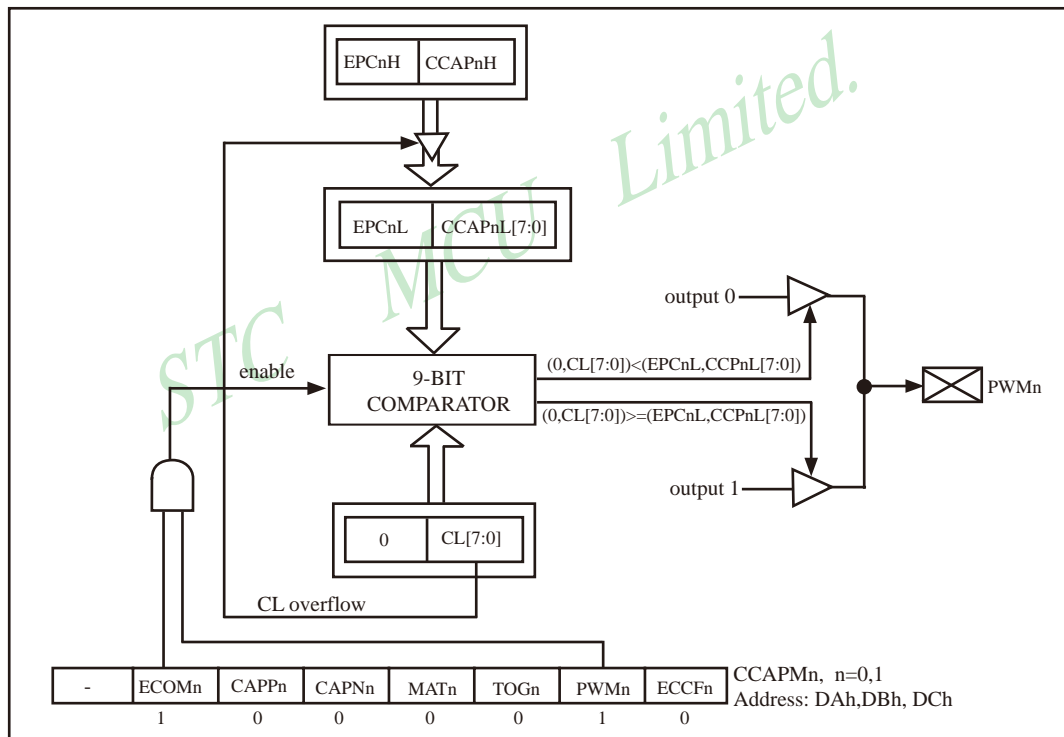 EPCnH CCAPnH
EPCnL CCAPnL[7:0]
output 0
(0,CL[7:0])<(EPCnL,CCPnL[7:0])
enable
9-BIT
COMPARATOR
PWMn
(0,CL[7:0])>=(EPCnL,CCPnL[7:0])
output 1
0 CL[7:0]
CL overflow
- ECOMn CAPPn CAPNn MATn TOGn PWMn ECCFn
CCAPMn, n=0,1
Address: DAh,DBh, DCh
1 0 0 0 0 1 0
STC MCU Limited.